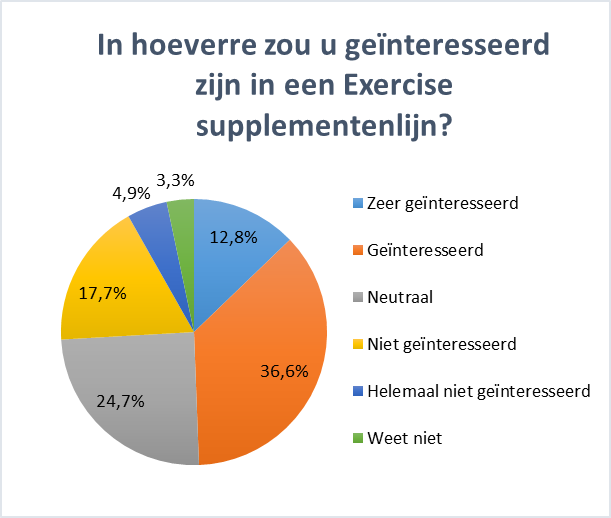 In hoeverre zou u geïnteresseerd
zijn in een Exercise
supplementenlijn?
3,3%
4,9%
12,8%
17,7%
36,6%
24,7%
Zeer geïnteresseerd
Geïnteresseerd
Neutraal
Niet geïnteresseerd
Helemaal niet geïnteresseerd
Weet niet